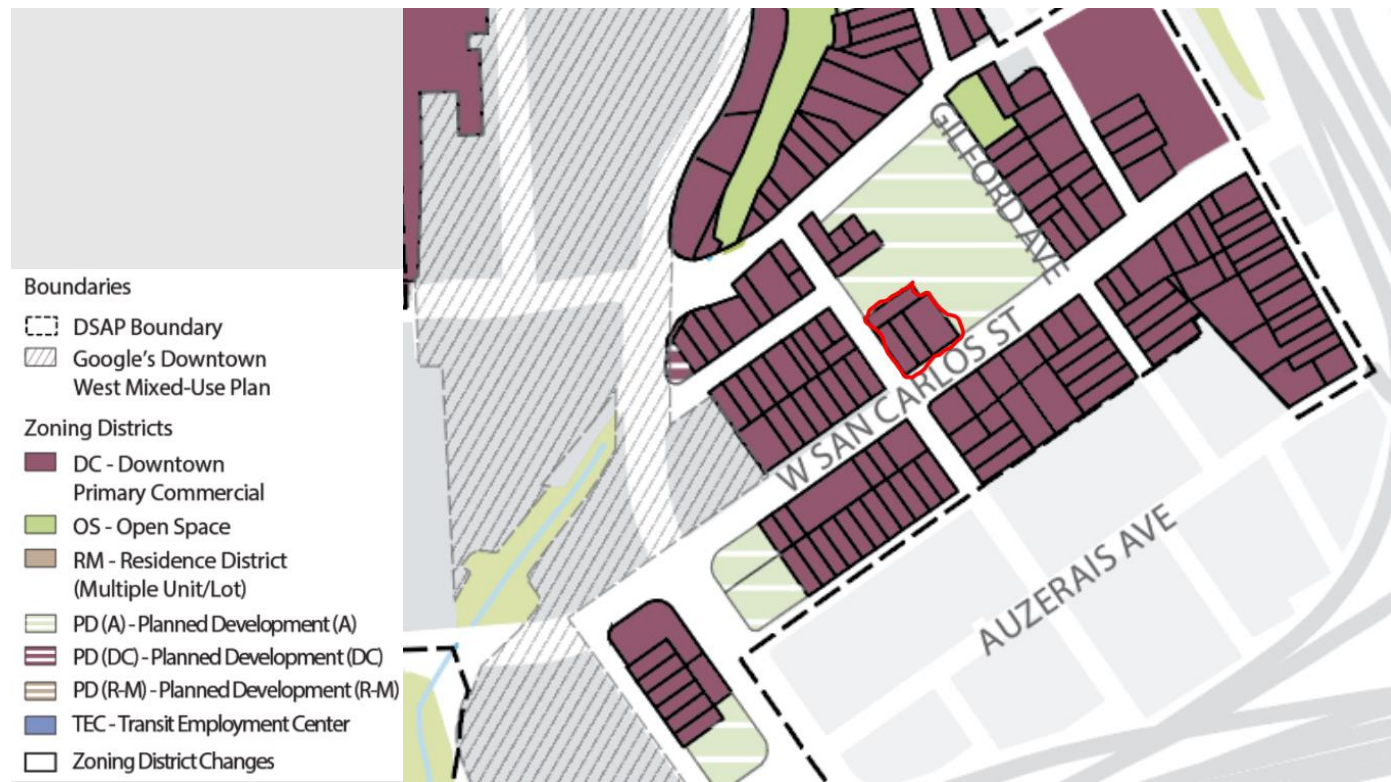 Boundaries
DSAP Boundary
Google's Downtown
West Mixed-Use Plan
Zoning Districts
DC - Downtown
Primary Commercial
OS - Open Space
RM - Residence District
(Multiple Unit/Lot)
PD (A) - Planned Development (A)
PD (DC) - Planned Development (DC)
PD (R-M) - Planned Development (R-M)
TEC - Transit Employment Center
Zoning District Changes
GILFORD AVE
W SAN CARLOS ST
AUZERAIS AVE